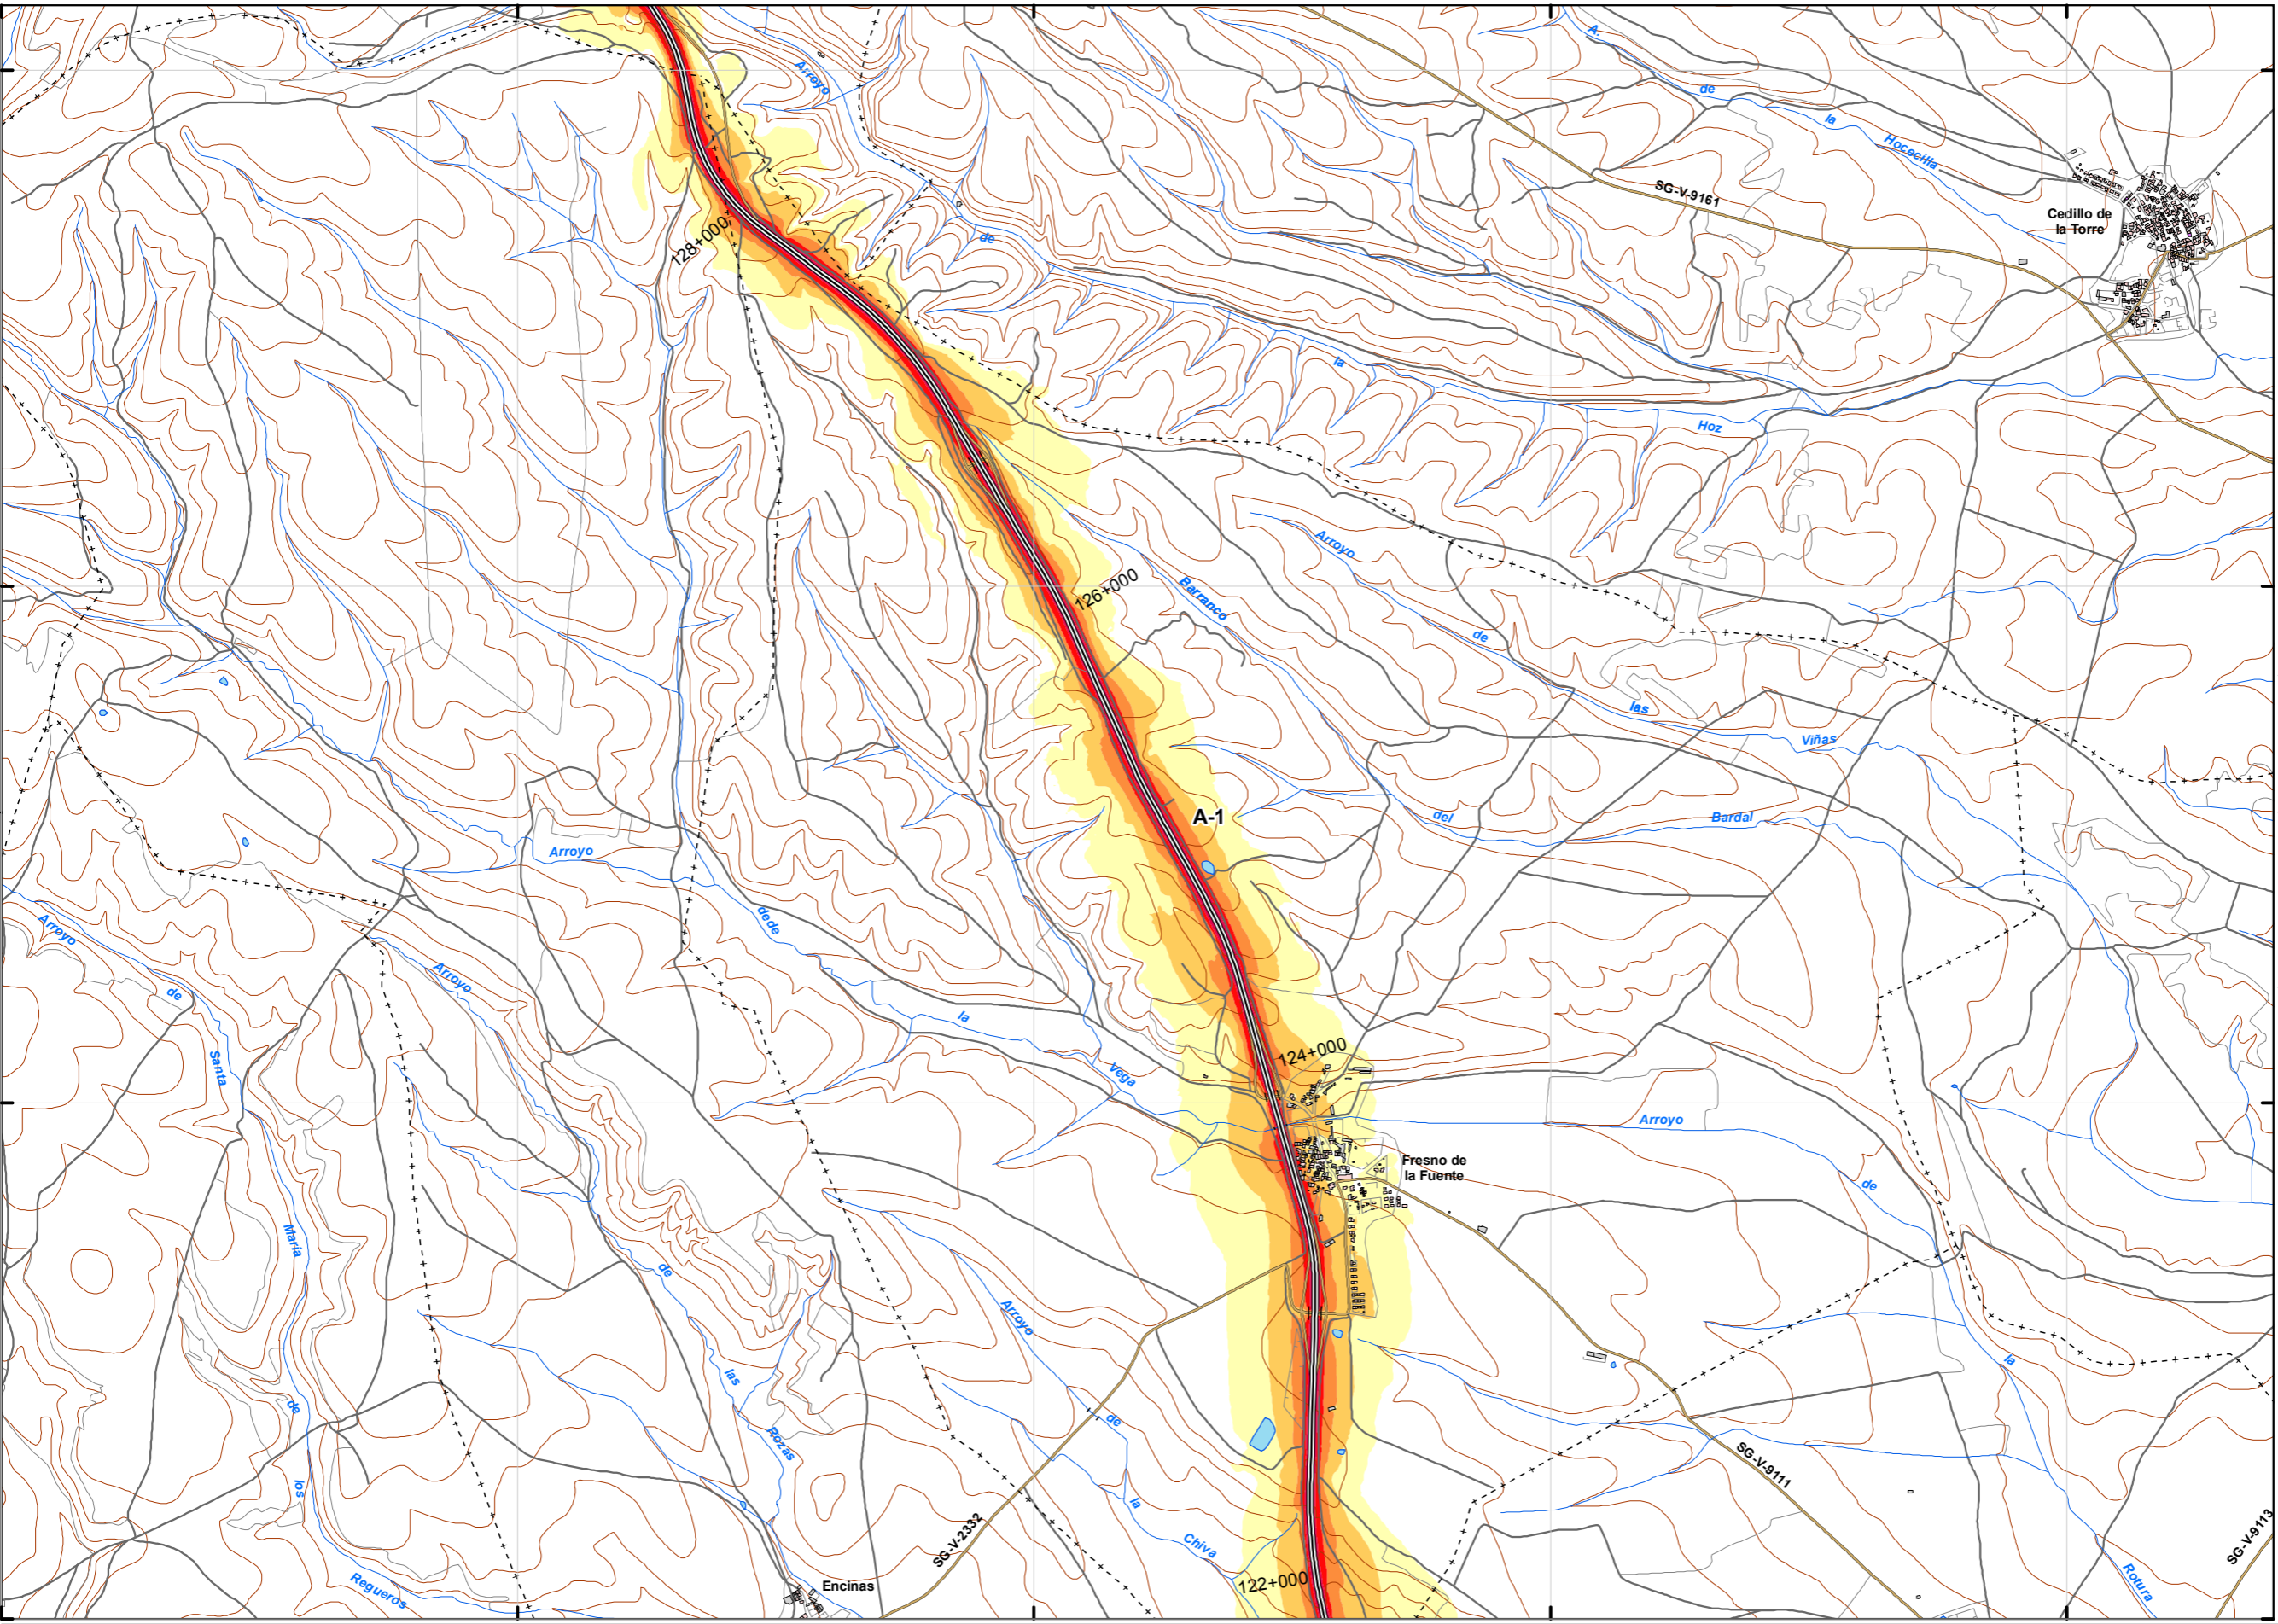 A.
de
la
Hocecilla
Arroyo
de
la
Hoz
SG-V-9161
Cedillo de
la Torre
128+000
126+000
Arroyo
de
las
Viñas
Barranco
del
Bardal
A-1
Arroyo
dede
la
Vega
Arroyo
de
Santa
María
de
los
Regueros
Arroyo
de
las
Rozas
124+000
Fresno de
la Fuente
Arroyo
de
la
Rotura
Arroyo
de
la
Chiva
SG-V-2332
SG-V-9111
SG-V-9113
Encinas
122+000